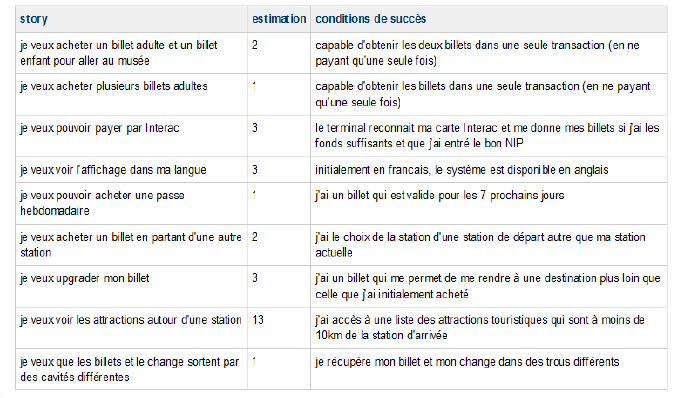 story estimation conditions de succès
je veux acheter un billet adulte et un billet 2 capable d'obtenir les deux billets dans une seule transaction (en ne
enfant pour aller au musée payant qu'une seule fois)
je veux acheter plusieurs billets adultes 1 capable d'obtenir les billets dans une seule transaction (en ne payant
qu'une seule fois)
je veux pouvoir payer par Interac 3 le terminal reconnait ma carte Interac et me donne mes billets si j'ai les
fonds suffisants et que j'ai entré le bon NIP
je veux voir l'affichage dans ma langue 3 initialement en francais, le système est disponible en anglais
je veux pouvoir acheter une passe 1 j'ai un billet qui est valide pour les 7 prochains jours
hebdomadaire
je veux acheter un billet en partant d'une autre 2 j'ai le choix de la station d'une station de départ autre que ma station
station actuelle
je veux upgrader mon billet 3 j'ai un billet qui me permet de me rendre à une destination plus loin que
celle que j'ai initialement acheté
je veux voir les attractions autour d'une station 13 j'ai accès à une liste des attractions touristiques qui sont à moins de
10km de la station d'arrivée
je veux que les billets et le change sortent par 1 je récupère mon billet et mon change dans des trous différents
des cavités différentes